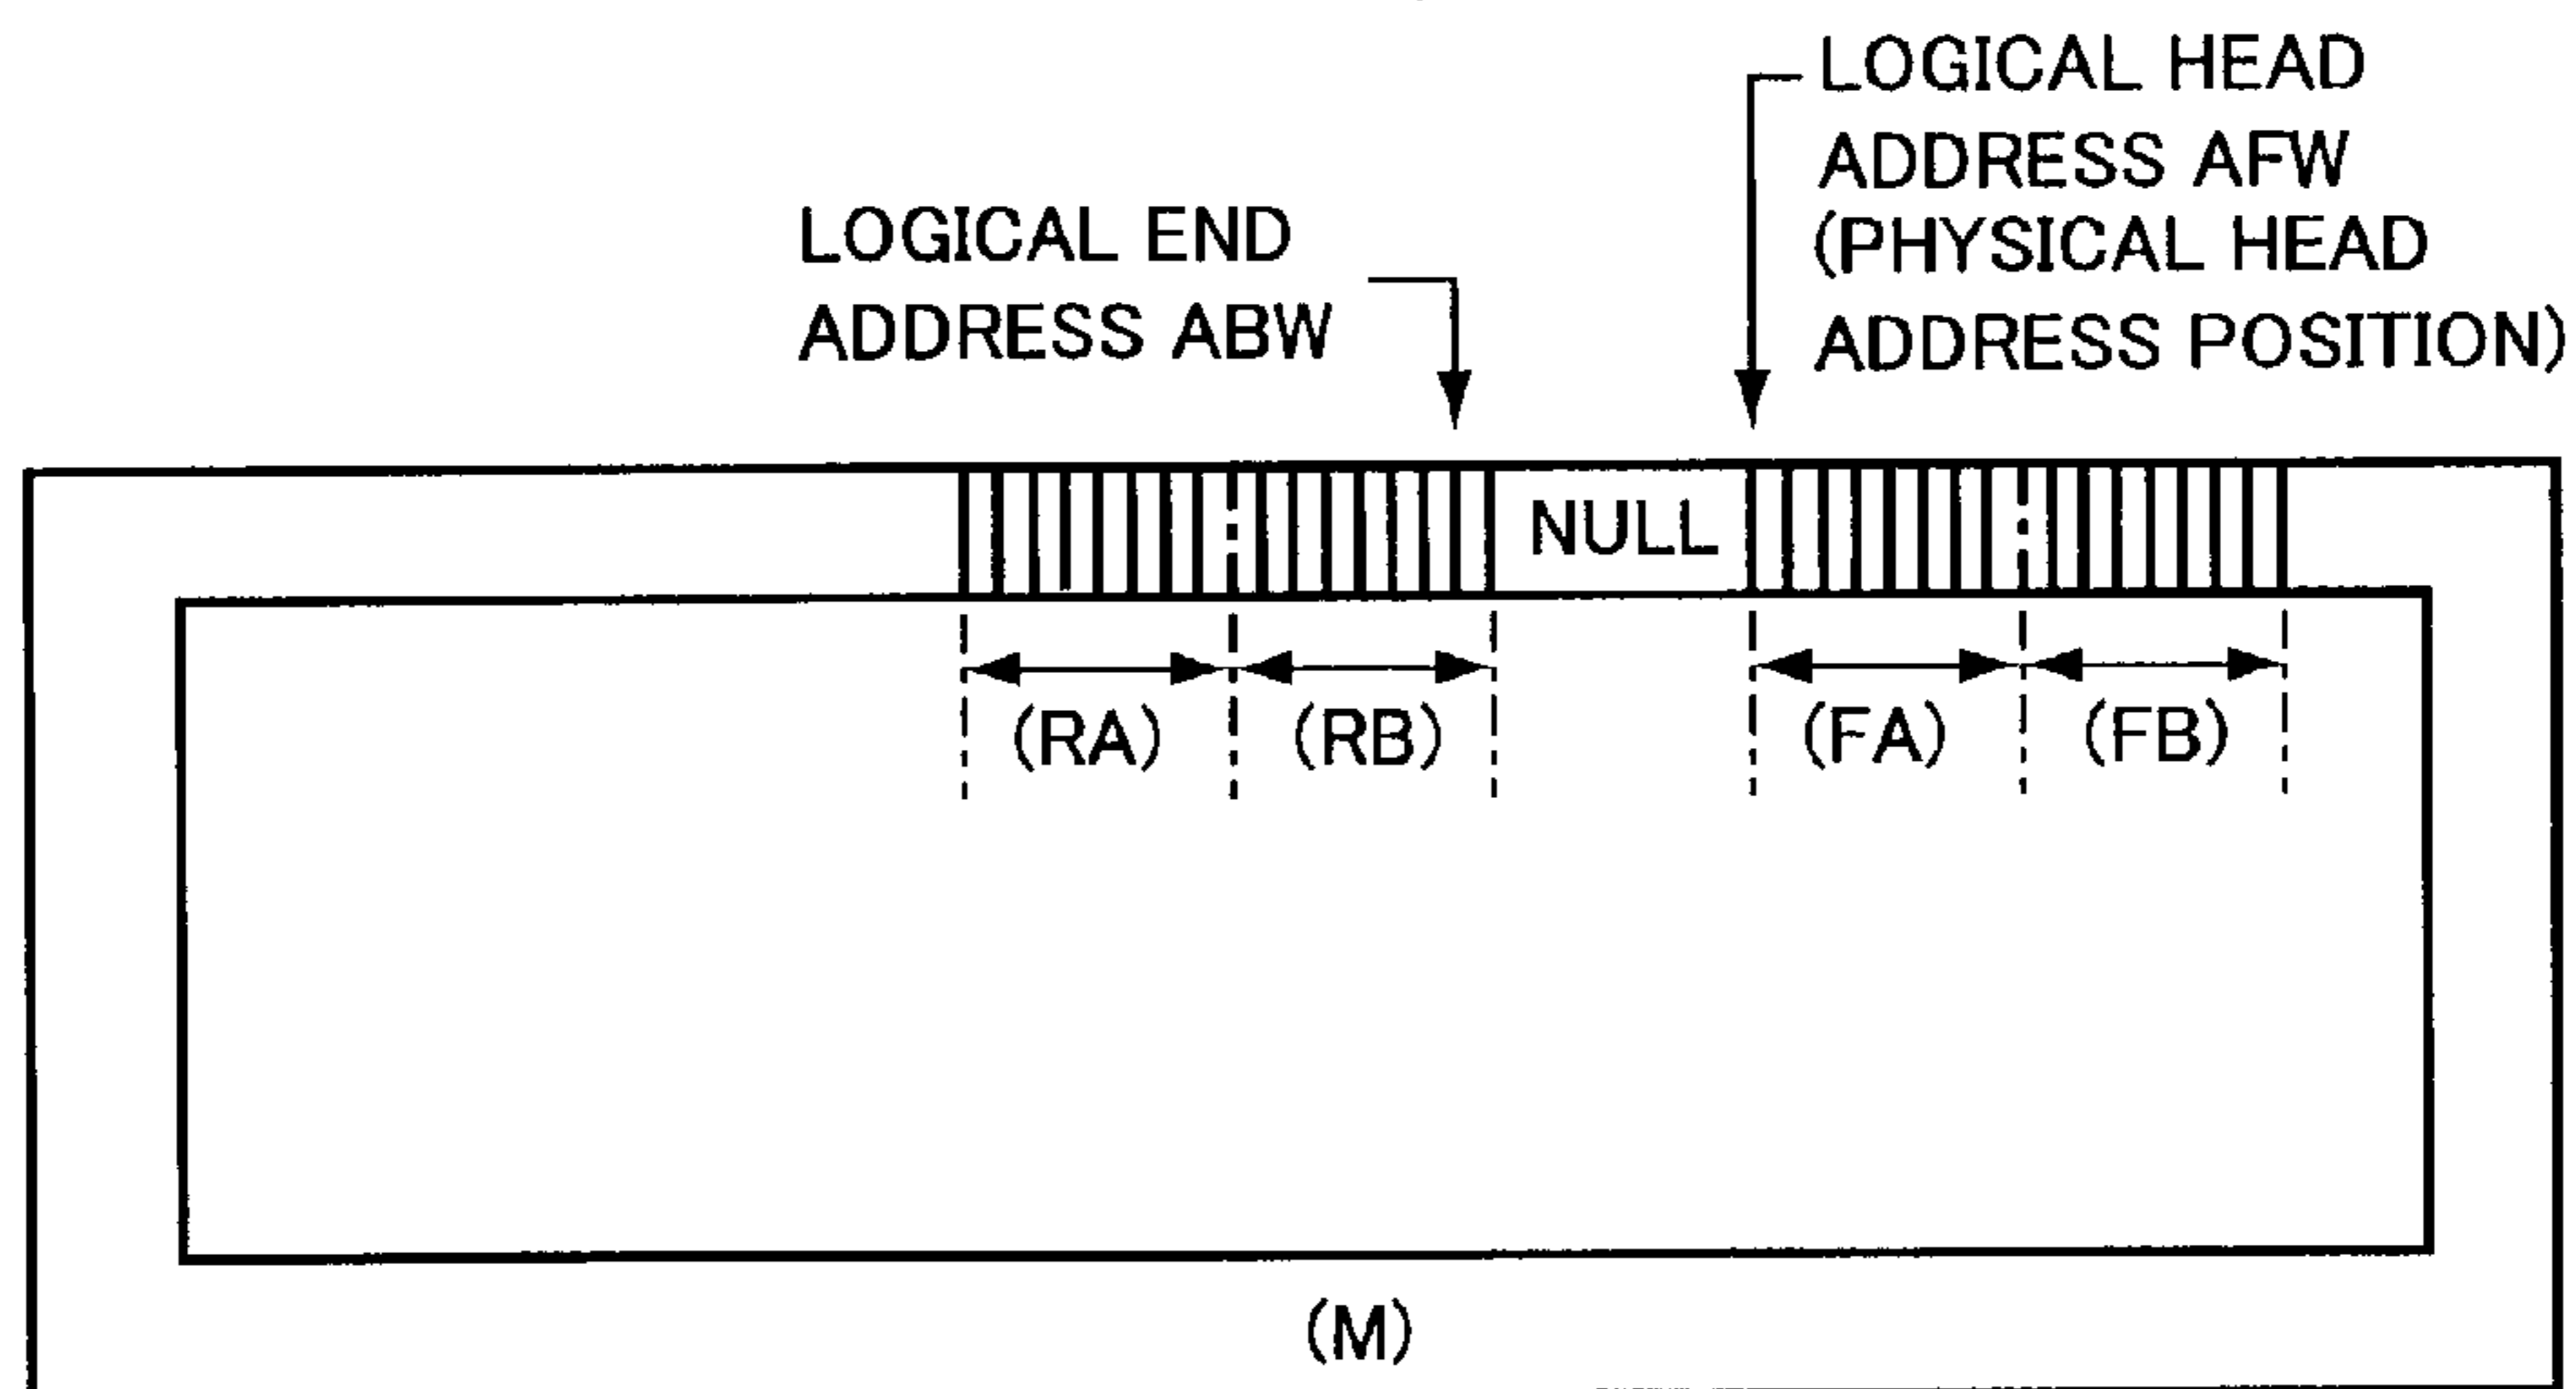 LOGICAL HEAD
ADDRESS AFW
(PHYSICAL HEAD
ADDRESS POSITION)
LOGICAL END
ADDRESS ABW
NULL
(RA) (RB) (FA) (FB)
(M)